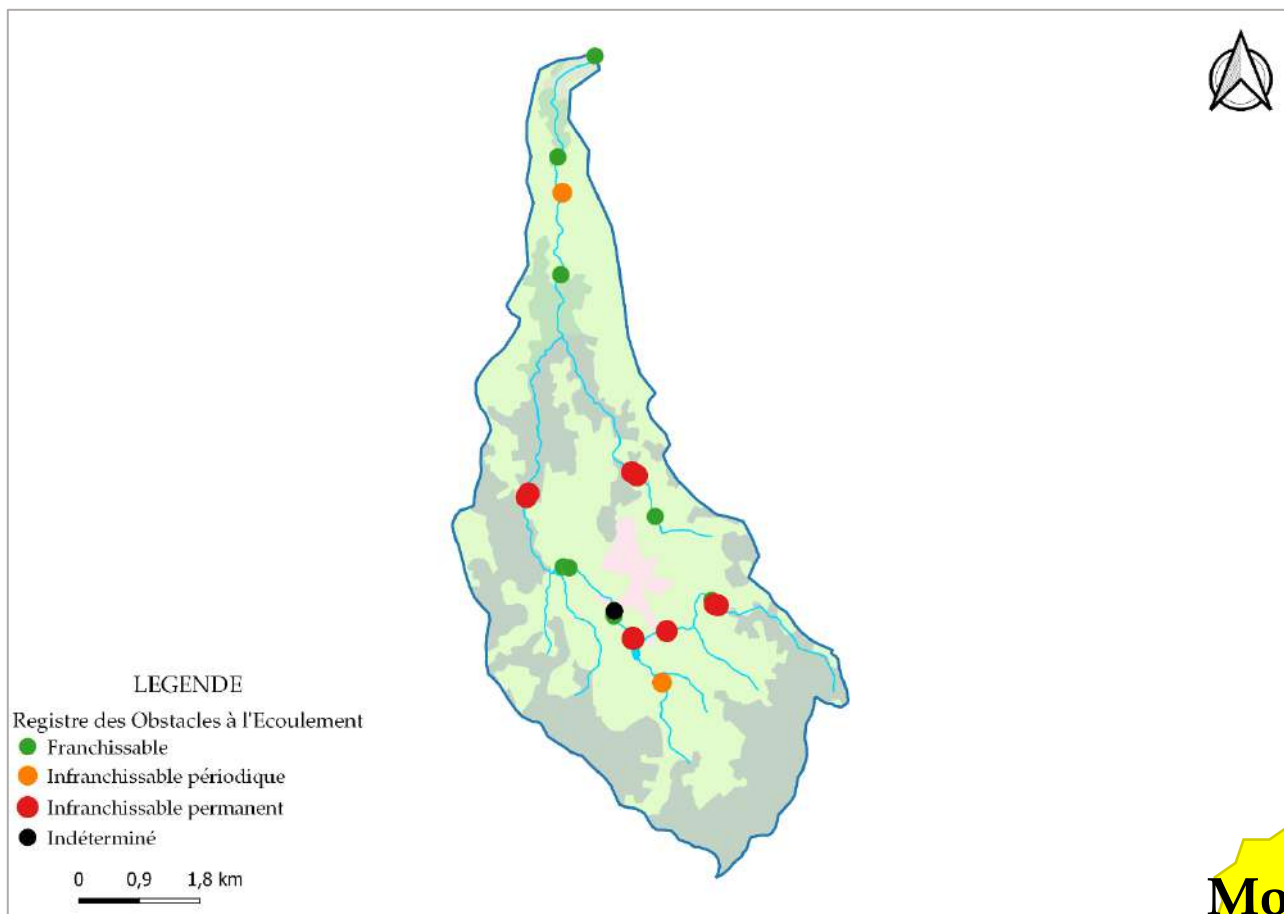 LEGENDE
Registre des Obstacles à l'Ecoulement
Franchissable
Infranchissable périodique
Infranchissable permanent
Indéterminé
0 0,9 1,8 km
Mo